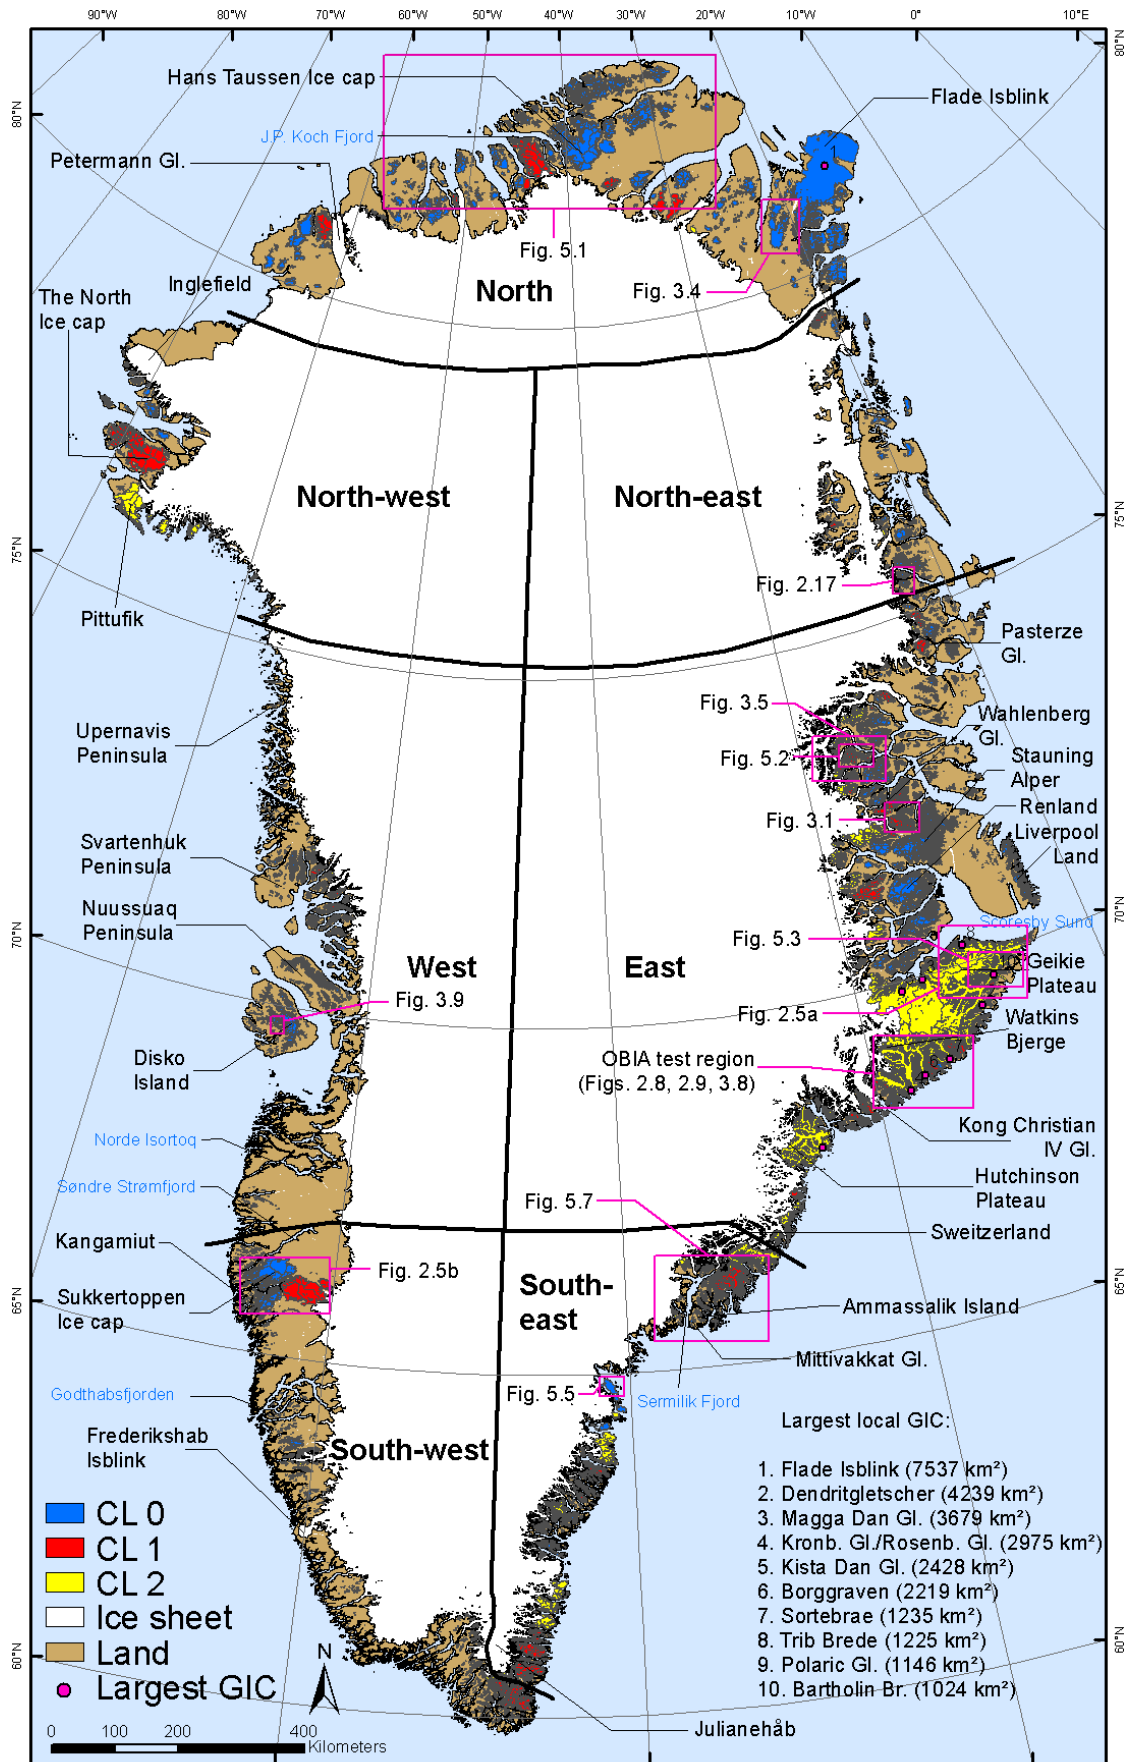 90°W 80°W 70°W 60°W 50°W 40°W 30°W 20°W 10°W 0° 10°E
80°N
80°N
Hans Taussen Ice cap
Flade Isblink
J.P. Koch Fjord
Petermann Gl.
1
Fig. 5.1
Inglefield
North
Fig. 3.4
The North
Ice cap
North-west
North-east
75°N
75°N
Fig. 2.17
Pittufik
Pasterze
Gl.
Fig. 3.5
Wahlenberg
Gl.
Upernavis
Peninsula
Fig. 5.2
Stauning
Alper
Renland
Fig. 3.1
Liverpool
Land
Svartenhuk
Peninsula
Nuussuaq
Peninsula
70°N
70°N
Scoresby Sund
8
Fig. 5.3
West
East
Geikie
Plateau
Fig. 3.9
Fig. 2.5a
Watkins
Bjerge
Disko
Island
OBIA test region
(Figs. 2.8, 2.9, 3.8)
Kong Christian
IV Gl.
Norde Isortoq
Hutchinson
Plateau
Søndre Strømfjord
Fig. 5.7
Kangamiut
Sweitzerland
Fig. 2.5b
65°N
65°N
Sukkertoppen
Ice cap
South-
east
Ammassalik Island
Mittivakkat Gl.
Godthabsfjorden
Fig. 5.5
Sermilik Fjord
Frederikshab
Isblink
South-west
Largest local GIC:
1. Flade Isblink (7537 km²)
2. Dendritgletscher (4239 km²)
3. Magga Dan Gl. (3679 km²)
4. Kronb. Gl./Rosenb. Gl. (2975 km²)
5. Kista Dan Gl. (2428 km²)
6. Borggraven (2219 km²)
7. Sortebrae (1235 km²)
8. Trib Brede (1225 km²)
9. Polaric Gl. (1146 km²)
10. Bartholin Br. (1024 km²)
CL 0
CL 1
CL 2
Ice sheet
Land
Largest GIC
60°N
60°N
N
Julianehåb
0 100 200 400
Kilometers